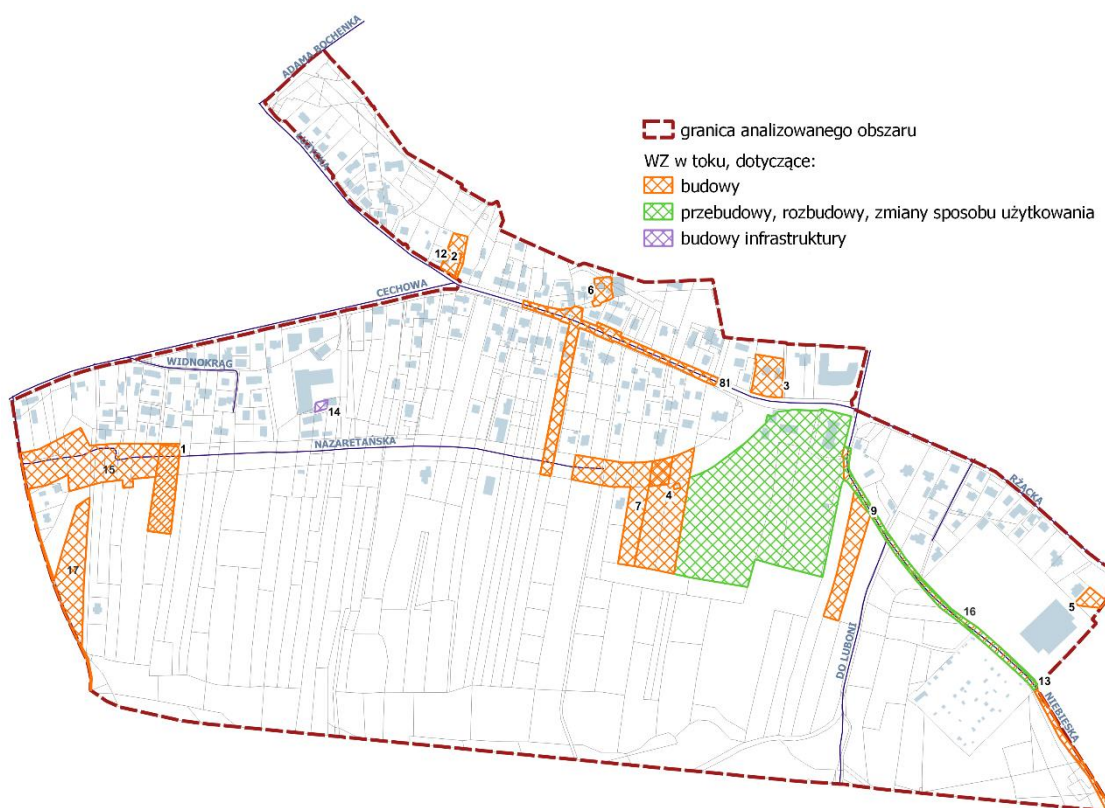 ADAMA BOCHENKA
granica analizowanego obszaru
WZ w toku, dotyczące:
budowy
przebudowy, rozbudowy, zmiany sposobu użytkowania
budowy infrastruktury
12
2
CECHOWA
6
WIDNOKRĄG
81
3
14
NAZARETAŃSKA
1
15
4
7
RŻĄCKA
9
17
5
16
DO LUBONI
13
NIEBIESKA